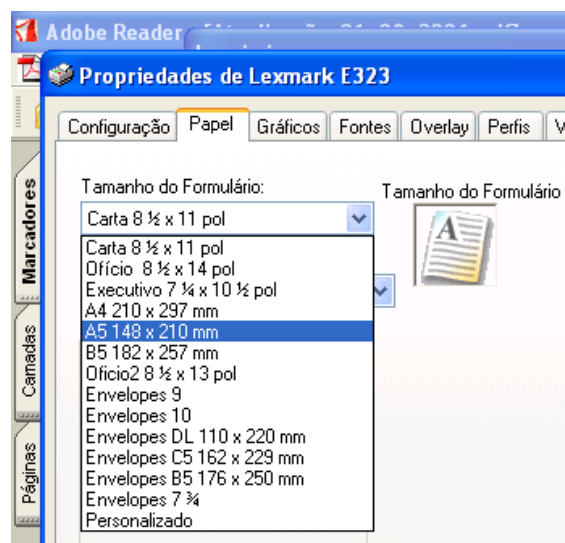 Adobe Reader
Propriedades de Lexmark E323
Configuração Papel Gráficos Fontes Overlay Perfis
Marcadores
Camadas
Páginas
Tamanho do Formulário:
Tamanho do Formulário
Carta 8 ½ x 11 pol
Carta 8 ½ x 11 pol
Ofício 8 ½ x 14 pol
Executivo 7 ¼ x 10 ½ pol
A4 210 x 297 mm
A5 148 x 210 mm
B5 182 x 257 mm
Oficio2 8 ½ x 13 pol
Envelopes 9
Envelopes 10
Envelopes DL 110 x 220 mm
Envelopes C5 162 x 229 mm
Envelopes B5 176 x 250 mm
Envelopes 7 ¾
Personalizado